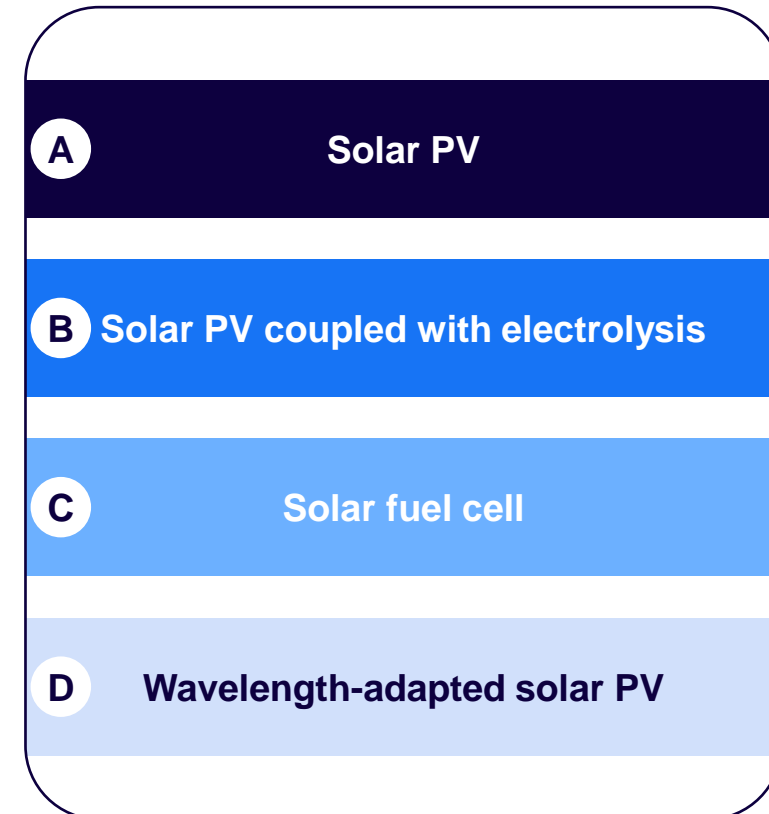 A Solar PV
B Solar PV coupled with electrolysis
C Solar fuel cell
D Wavelength-adapted solar PV